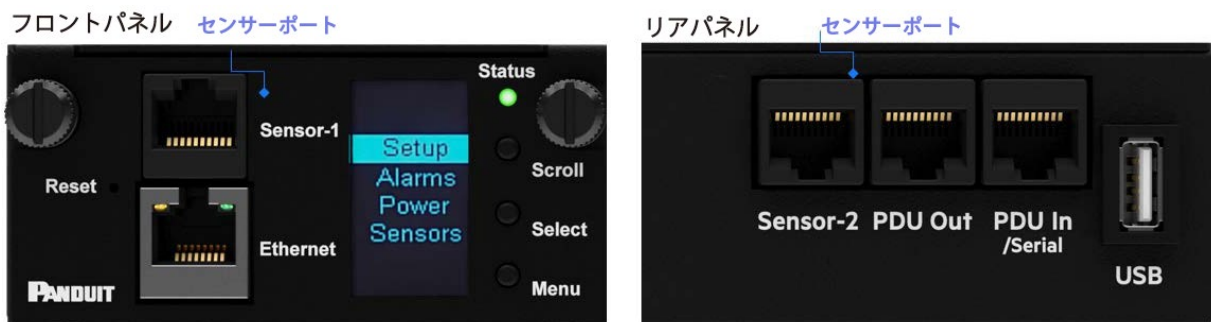 フロントパネル センサーポート
Status
Sensor-1
Setup
Alarms
Power
Sensors
Scroll
Reset
Select
Ethernet
Menu
PANDUIT
リアパネル センサーポート
Sensor-2 PDU Out PDU In
/Serial
USB